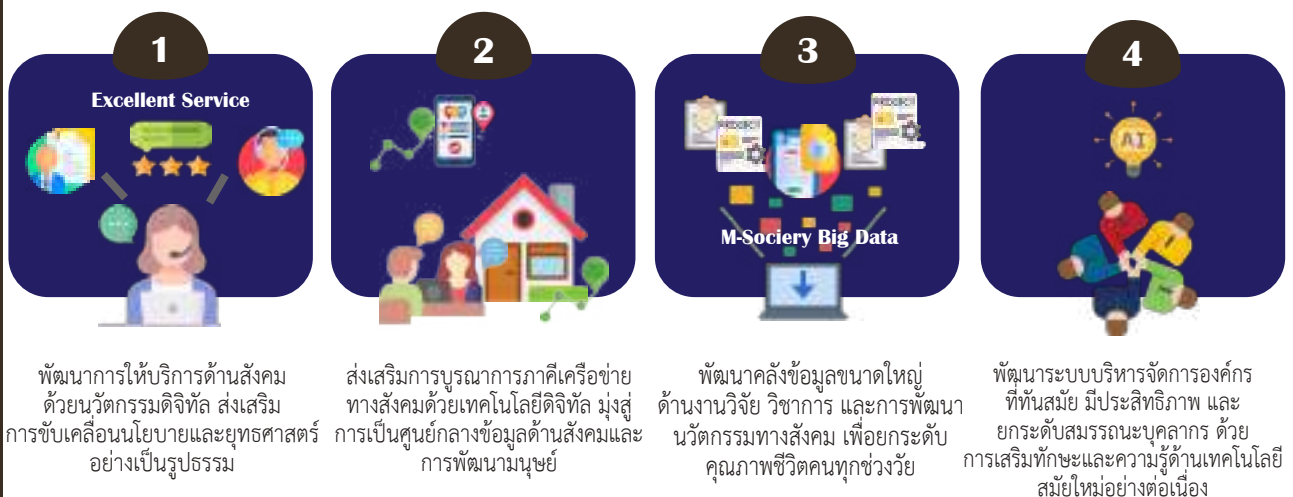 1
Excellent Service
พัฒนาการให้บริการด้านสังคม
ด้วยนวัตกรรมดิจิทัล ส่งเสริม
การขับเคลื่อนนโยบายและยุทธศาสตร์
อย่างเป็นรูปธรรม
2
ส่งเสริมการบูรณาการภาคีเครือข่าย
ทางสังคมด้วยเทคโนโลยีดิจิทัล มุ่งสู่
การเป็นศูนย์กลางข้อมูลด้านสังคมและ
การพัฒนามนุษย์
3
PROJECT
PROJECT
M-Sociery Big Data
พัฒนาคลังข้อมูลขนาดใหญ่
ด้านงานวิจัย วิชาการ และการพัฒนา
นวัตกรรมทางสังคม เพื่อยกระดับ
คุณภาพชีวิตคนทุกช่วงวัย
4
AI
พัฒนาระบบบริหารจัดการองค์กร
ที่ทันสมัย มีประสิทธิภาพ และ
ยกระดับสมรรถนะบุคลากร ด้วย
การเสริมทักษะและความรู้ด้านเทคโนโลยี
สมัยใหม่อย่างต่อเนื่อง